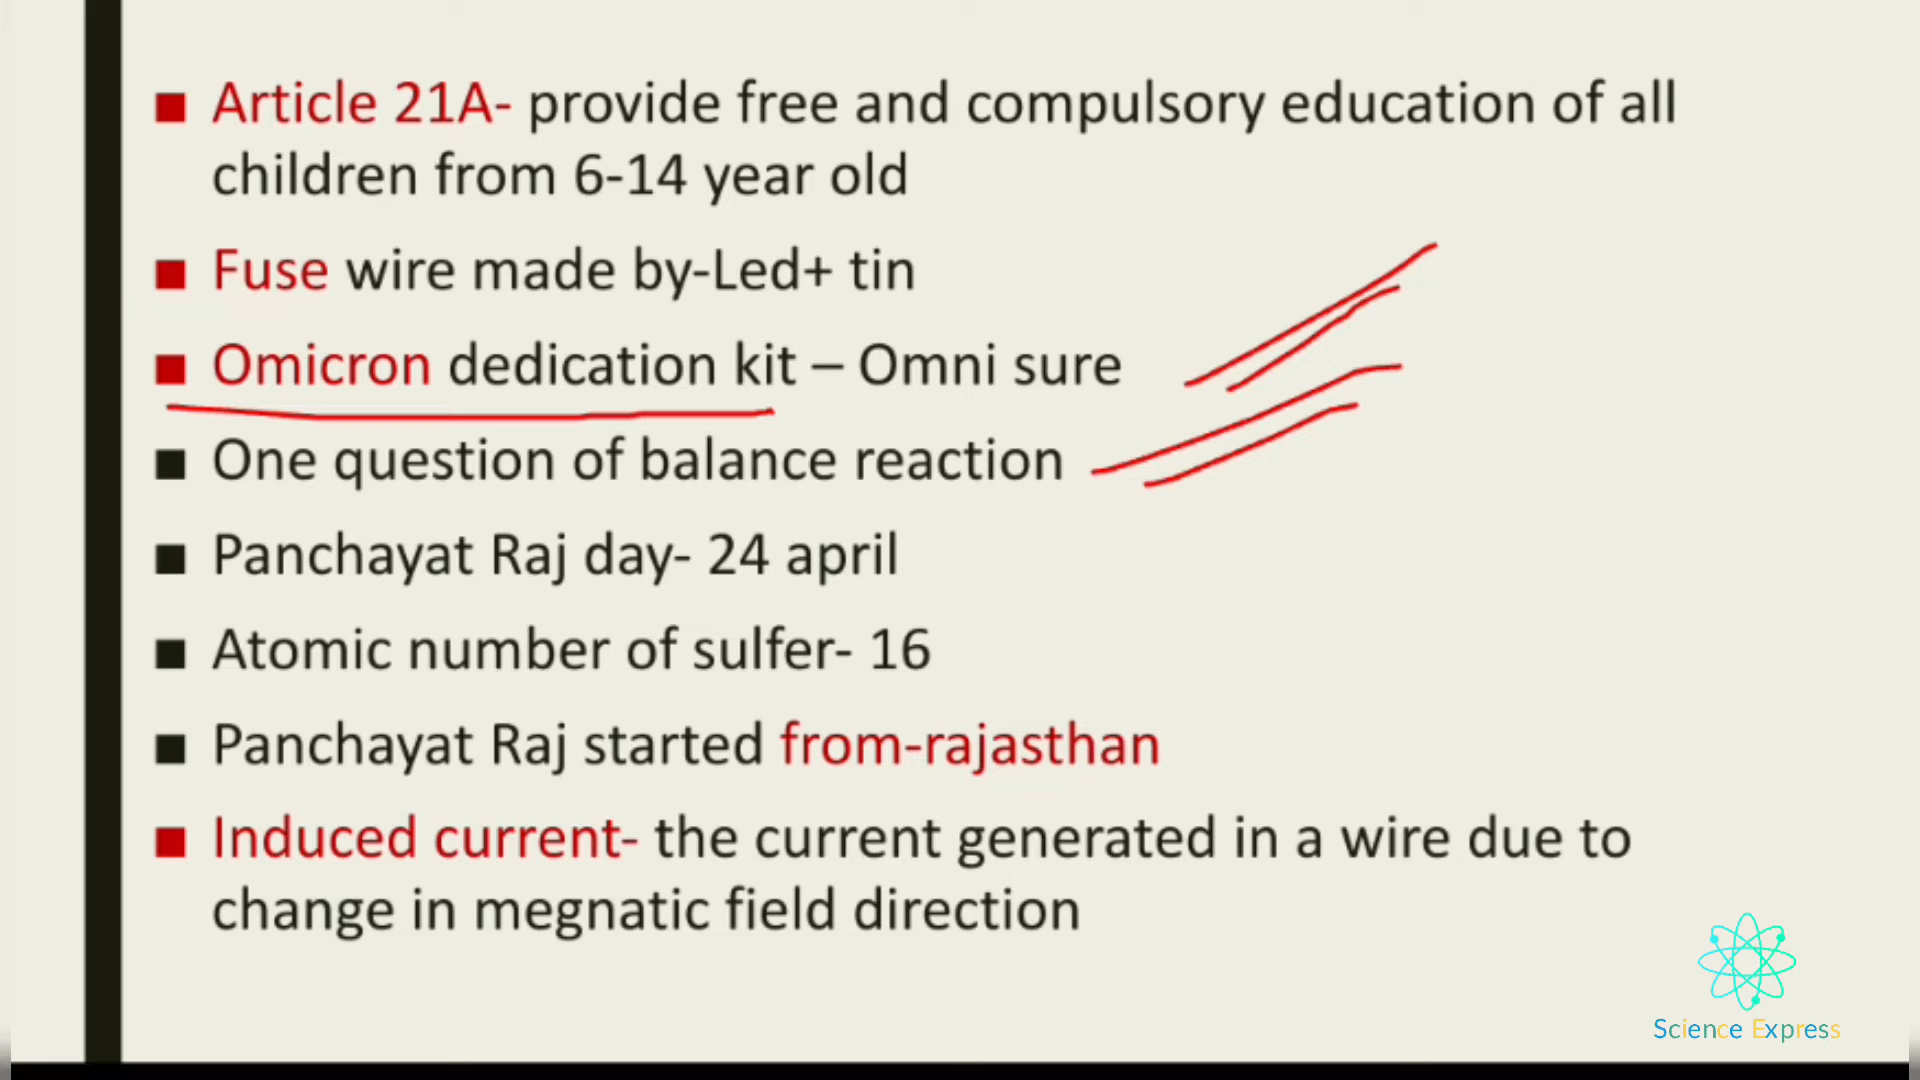 Article 21A- provide free and compulsory education of all
children from 6-14 year old
Fuse wire made by-Led+ tin
Omicron dedication kit – Omni sure
One question of balance reaction
Panchayat Raj day- 24 april
Atomic number of sulfer- 16
Panchayat Raj started from-rajasthan
Induced current- the current generated in a wire due to
change in megnatic field direction
Science Express